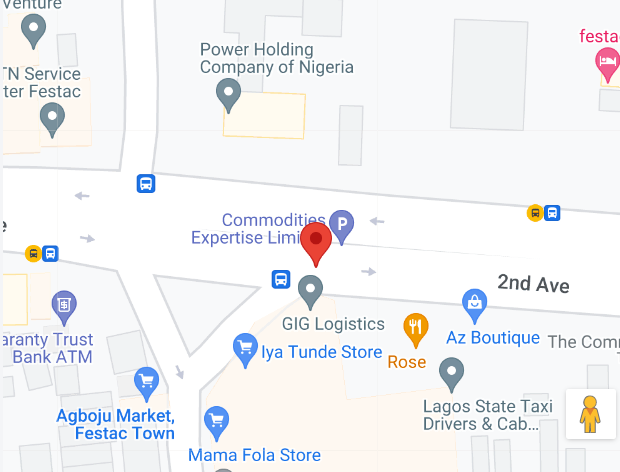 venture
festa
Power Holding
Company of Nigeria
TN Service
ter Festac
Commodities
Expertise Limi
P
e
2nd Ave
GIG Logistics
Az Boutique
The Com
aranty Trust
Bank ATM
Iya Tunde Store
Rose
Agboju Market,
Festac Town
Lagos State Taxi
Drivers & Cab...
Mama Fola Store